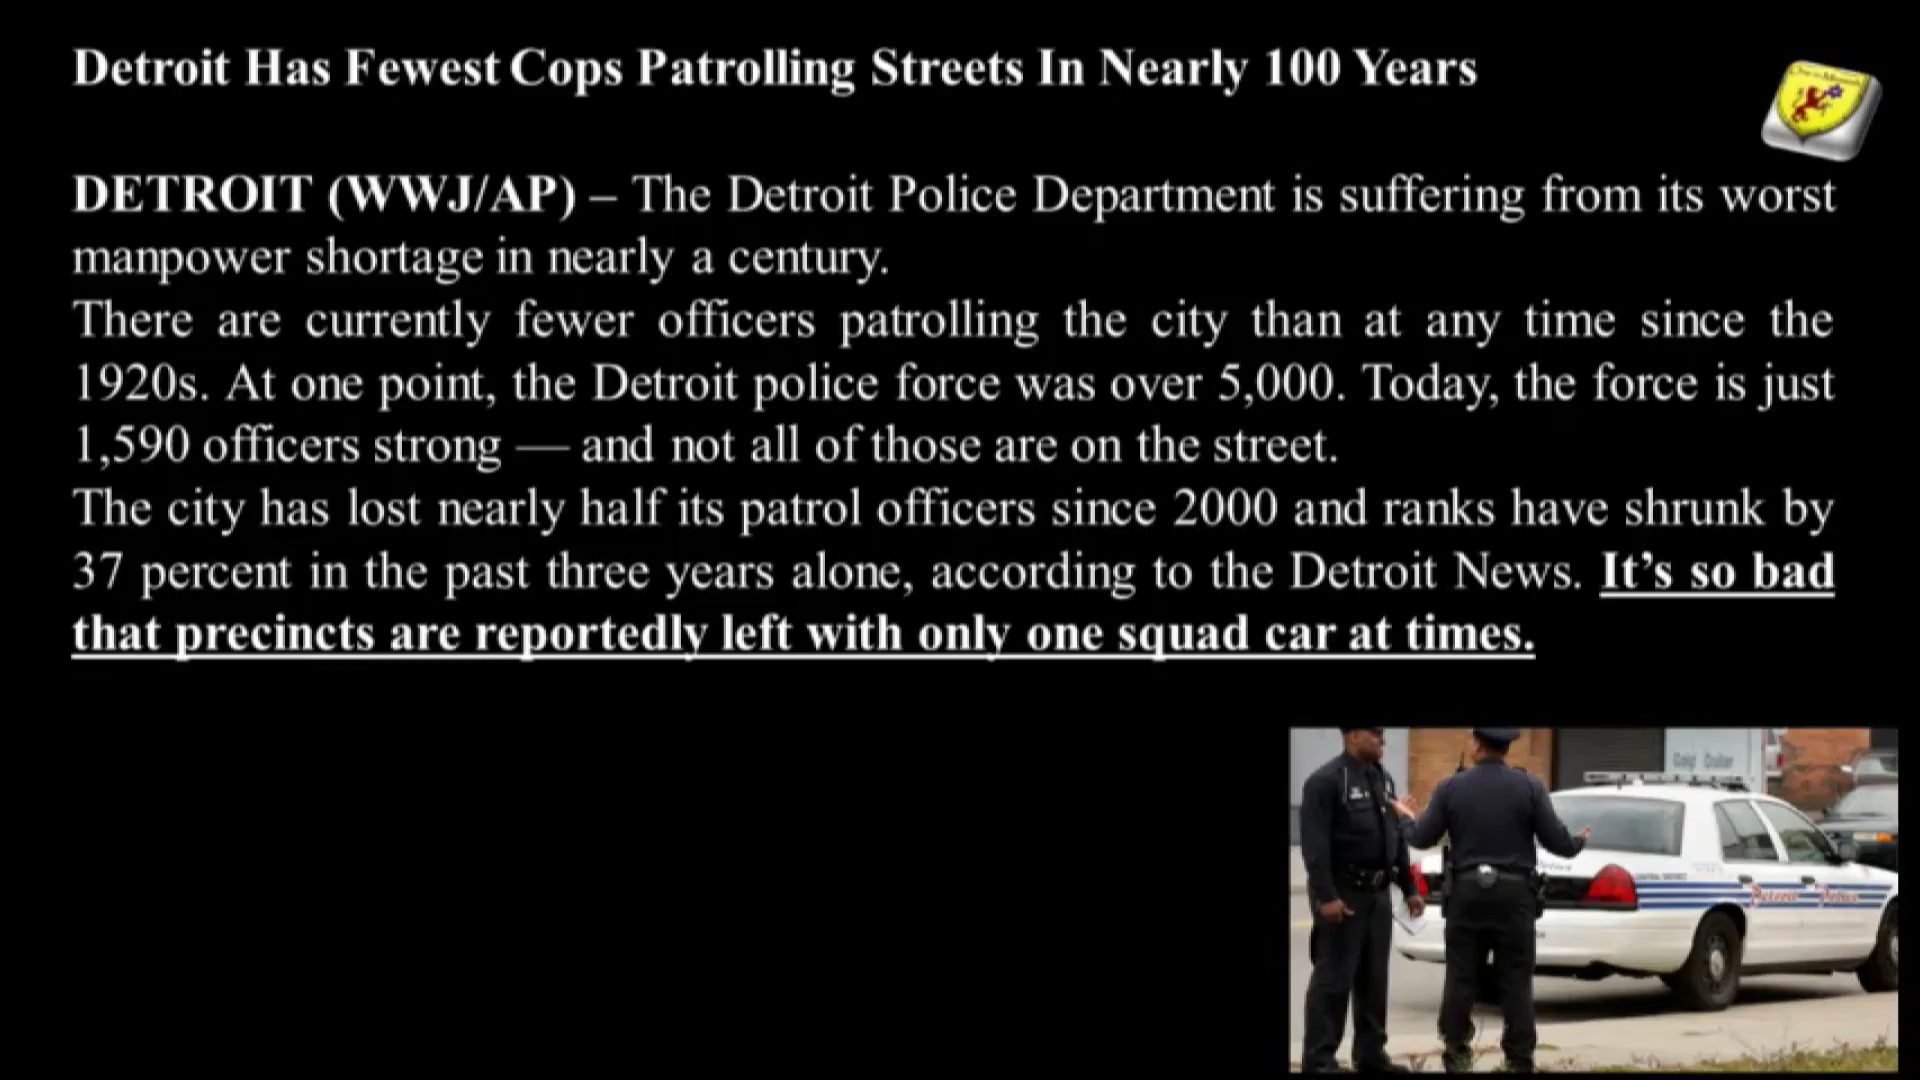 Detroit Has Fewest Cops Patrolling Streets In Nearly 100 Years
DETROIT (WWJ/AP) – The Detroit Police Department is suffering from its worst
manpower shortage in nearly a century.
There are currently fewer officers patrolling the city than at any time since the
1920s. At one point, the Detroit police force was over 5,000. Today, the force is just
1,590 officers strong — and not all of those are on the street.
The city has lost nearly half its patrol officers since 2000 and ranks have shrunk by
37 percent in the past three years alone, according to the Detroit News. It’s so bad
that precincts are reportedly left with only one squad car at times.